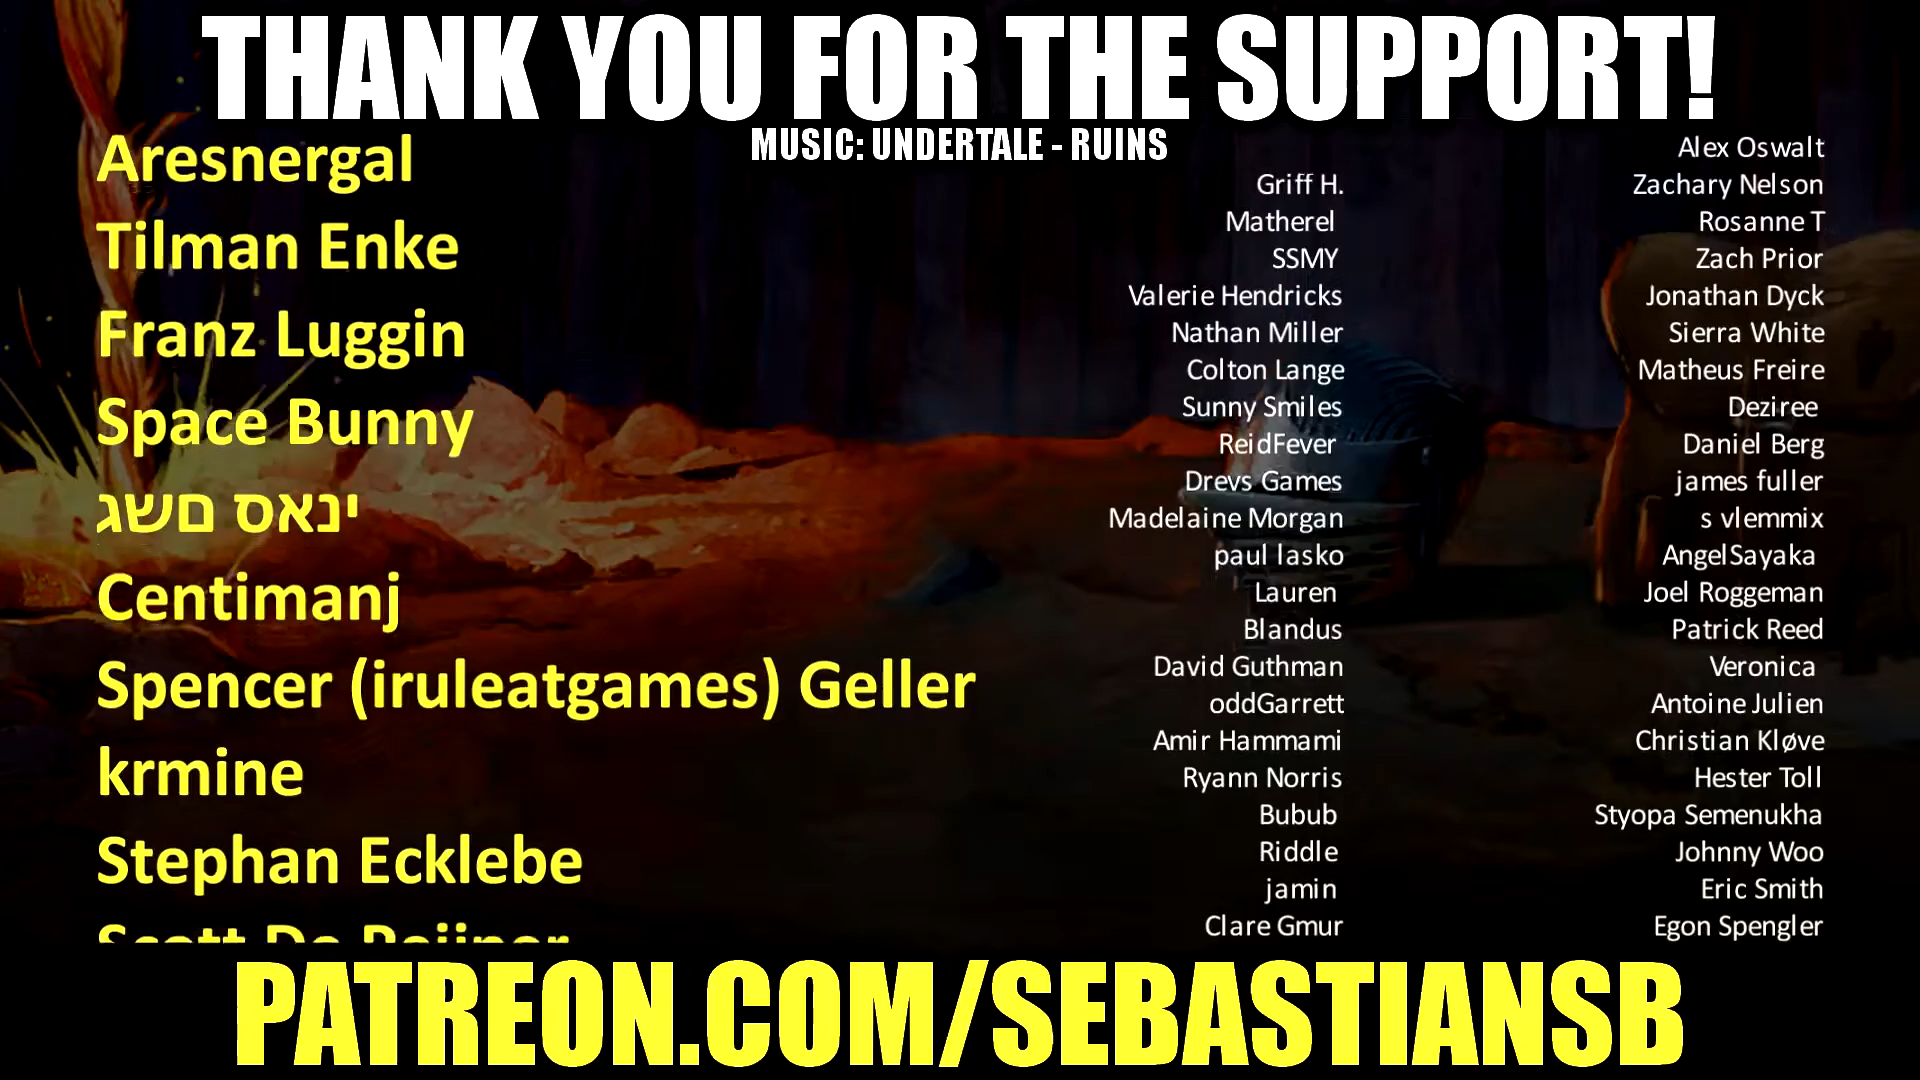 THANK YOU FOR THE SUPPORT!
MUSIC: UNDERTALE - RUINS
Aresnergal
Tilman Enke
Franz Luggin
Space Bunny
גשם סאני
Centimanj
Spencer (iruleatgames) Geller
krmine
Stephan Ecklebe
Griff H.
Matherel
SSMY
Valerie Hendricks
Nathan Miller
Colton Lange
Sunny Smiles
ReidFever
Drevs Games
Madelaine Morgan
paul lasko
Lauren
Blandus
David Guthman
oddGarrett
Amir Hammami
Ryann Norris
Bubub
Riddle
jamin
Clare Gmur
Alex Oswalt
Zachary Nelson
Rosanne T
Zach Prior
Jonathan Dyck
Sierra White
Matheus Freire
Deziree
Daniel Berg
james fuller
s vlemmix
AngelSayaka
Joel Roggeman
Patrick Reed
Veronica
Antoine Julien
Christian Kløve
Hester Toll
Styopa Semenukha
Johnny Woo
Eric Smith
Egon Spengler
PATREON.COM/SEBASTIANSB